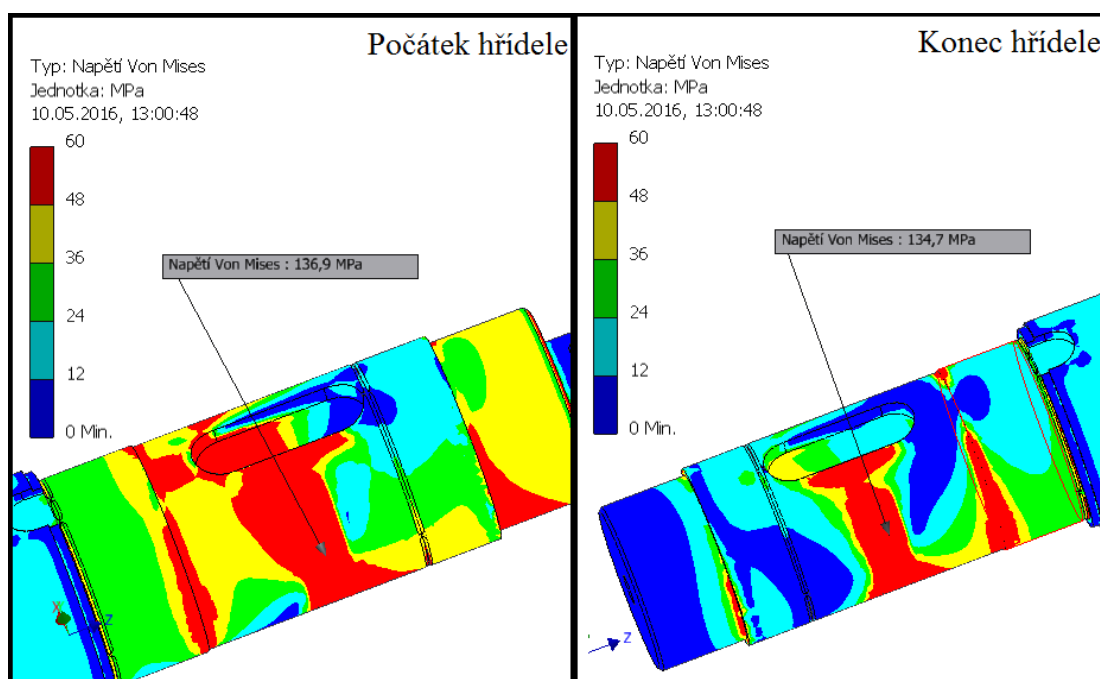 Počátek hřídele
Typ: Napětí Von Mises
Jednotka: MPa
10.05.2016, 13:00:48
60
48
36
24
12
0 Min.
Napětí Von Mises : 136,9 MPa
X
Z
Konec hřídele
Typ: Napětí Von Mises
Jednotka: MPa
10.05.2016, 13:00:48
60
48
36
24
12
0 Min.
Napětí Von Mises : 134,7 MPa
Z